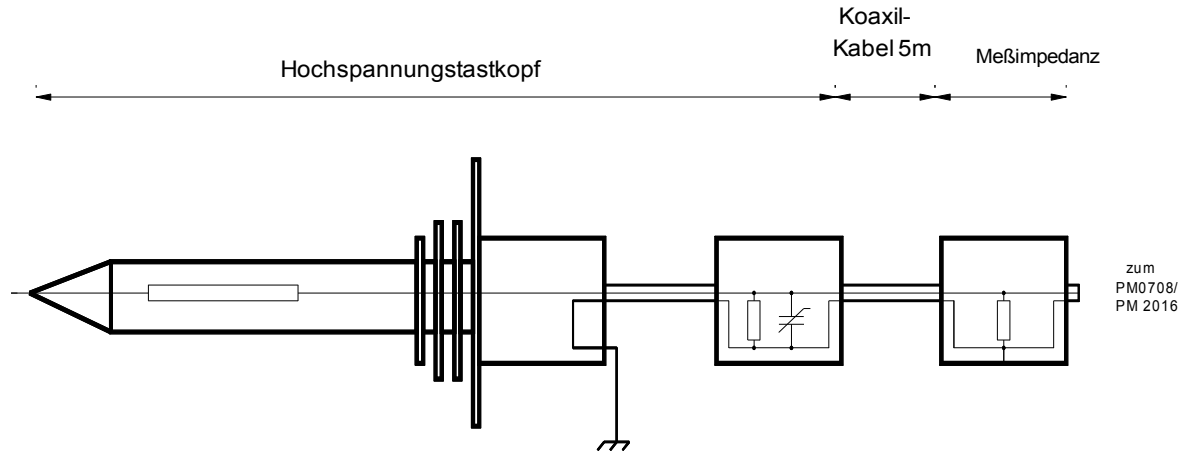 Koaxil-
Kabel 5m
Hochspannungstastkopf
Meßimpedanz
zum
PM0708/
PM 2016